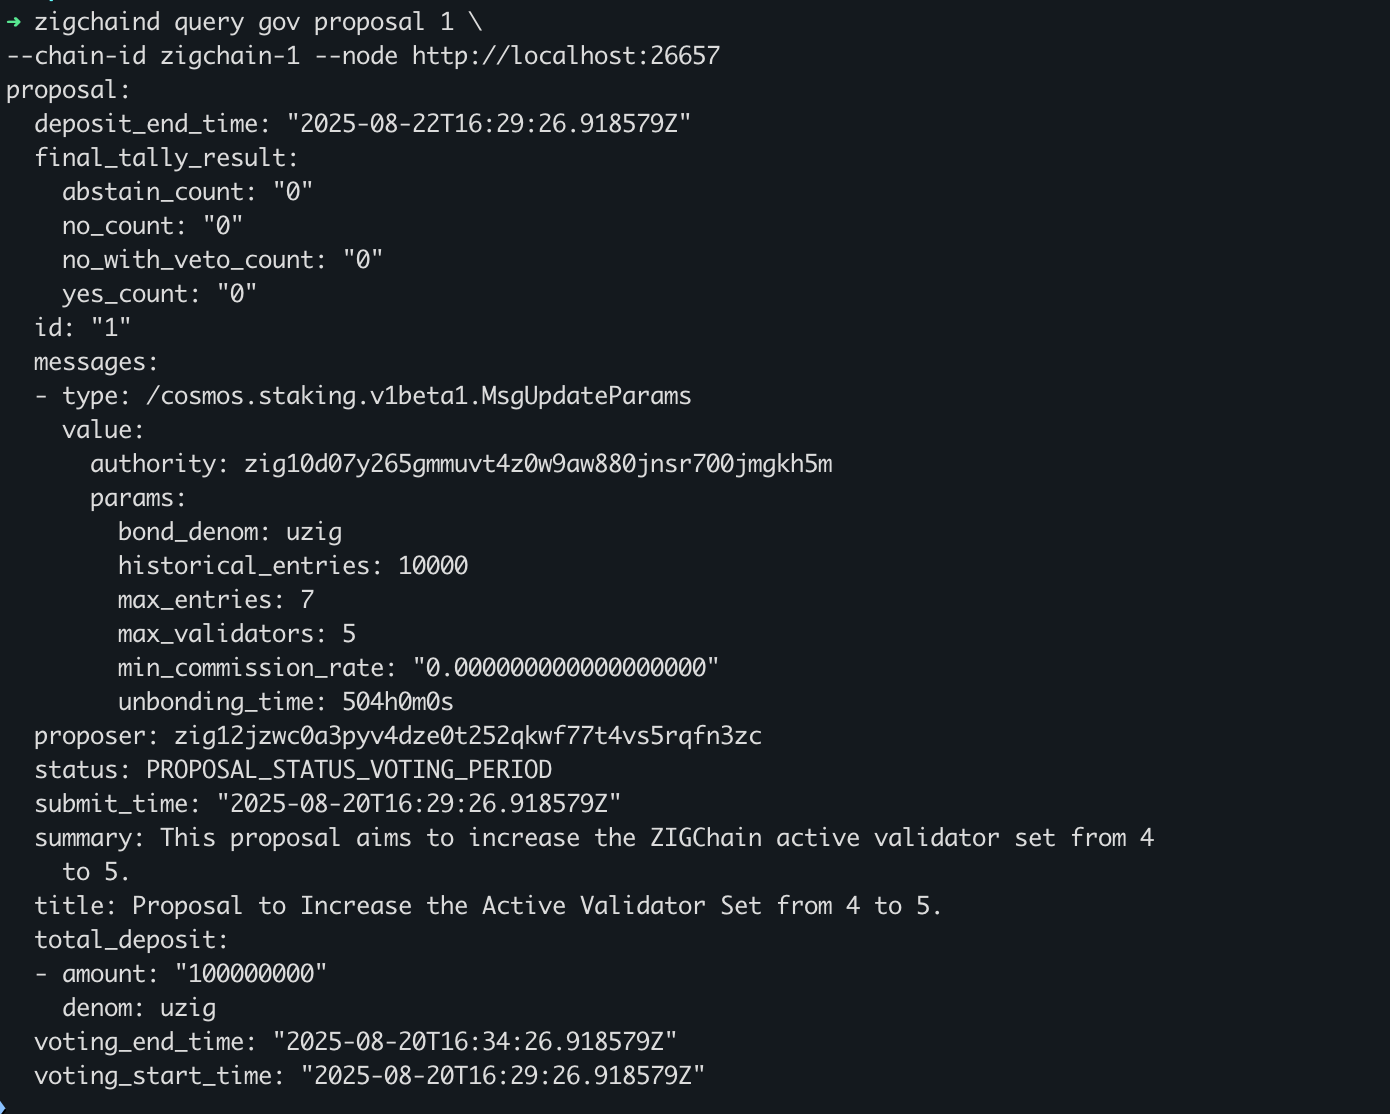 ➜ zigchaind query gov proposal 1 \
--chain-id zigchain-1 --node http://localhost:26657
proposal:
  deposit_end_time: "2025-08-22T16:29:26.918579Z"
  final_tally_result:
    abstain_count: "0"
    no_count: "0"
    no_with_veto_count: "0"
    yes_count: "0"
  id: "1"
  messages:
  - type: /cosmos.staking.v1beta1.MsgUpdateParams
    value:
      authority: zig10d07y265gmmuvt4z0w9aw880jnsr700jmgkh5m
      params:
        bond_denom: uzig
        historical_entries: 10000
        max_entries: 7
        max_validators: 5
        min_commission_rate: "0.000000000000000000"
        unbonding_time: 504h0m0s
  proposer: zig12jzwc0a3pyv4dze0t252qkwf77t4vs5rqfn3zc
  status: PROPOSAL_STATUS_VOTING_PERIOD
  submit_time: "2025-08-20T16:29:26.918579Z"
  summary: This proposal aims to increase the ZIGChain active validator set from 4
    to 5.
  title: Proposal to Increase the Active Validator Set from 4 to 5.
  total_deposit:
  - amount: "100000000"
    denom: uzig
  voting_end_time: "2025-08-20T16:34:26.918579Z"
  voting_start_time: "2025-08-20T16:29:26.918579Z"